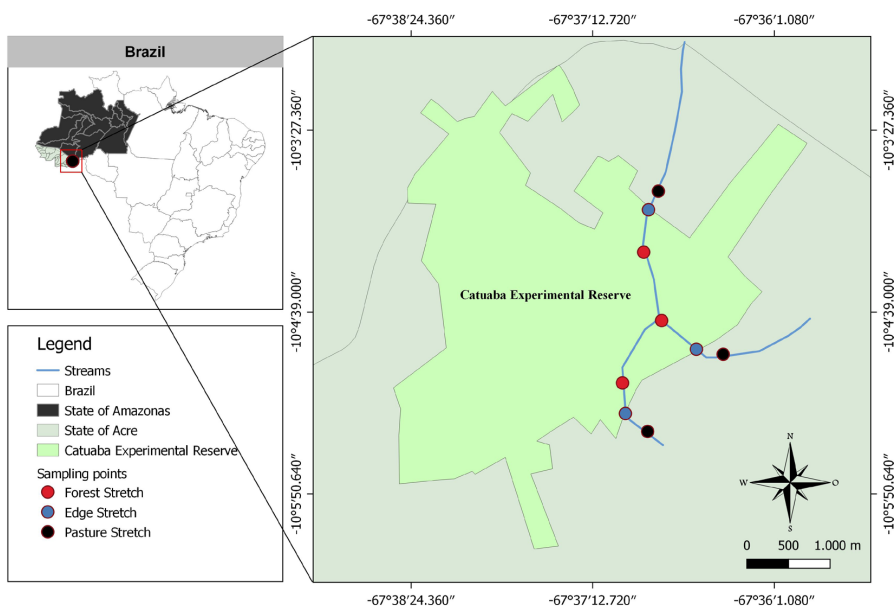 -67°38′24.360″ -67°37′12.720″ -67°36′1.080″
Brazil
-10°3′27.360″ -10°3′27.360″
Catuaba Experimental Reserve
-10°4′39.000″ -10°4′39.000″
Legend
Streams
Brazil
State of Amazonas
State of Acre
Catuaba Experimental Reserve
Sampling points
Forest Stretch
Edge Stretch
Pasture Stretch
N
W O
S
-10°5′50.640″ -10°5′50.640″
0 500 1.000 m
-67°38′24.360″ -67°37′12.720″ -67°36′1.080″